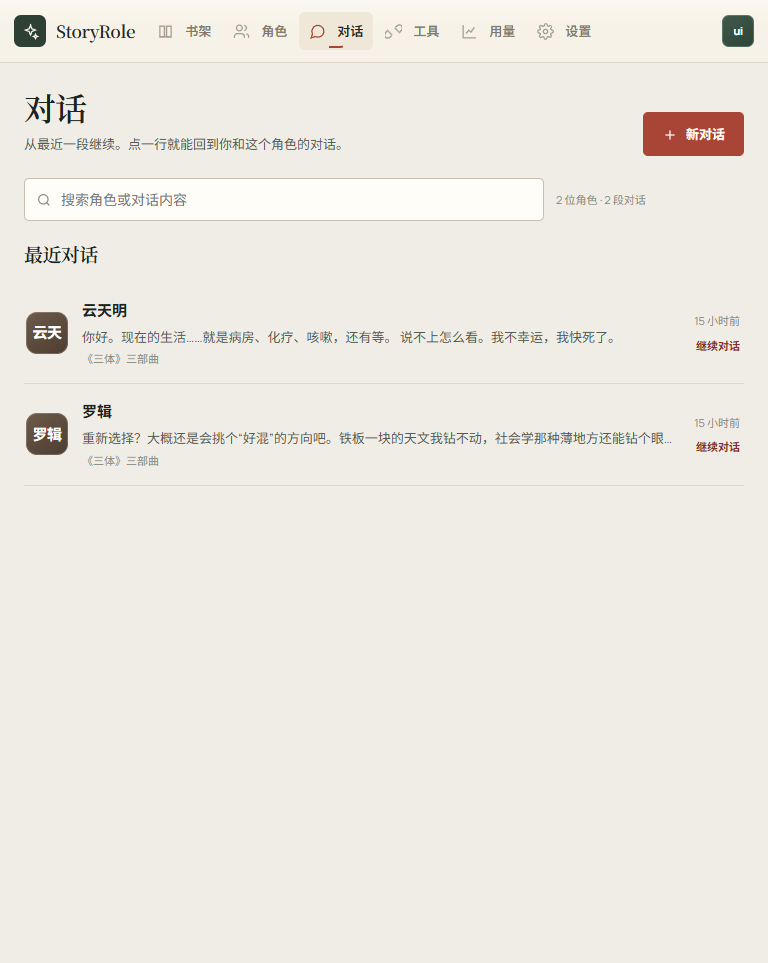 StoryRole 书架 角色 对话 工具 用量 设置 ui
对话
从最近一段继续。点一行就能回到你和这个角色的对话。
新对话
搜索角色或对话内容
2 位角色 · 2 段对话
最近对话
云天
云天明
你好。现在的生活……就是病房、化疗、咳嗽，还有等。 说不上怎么看。我不幸运，我快死了。
《三体》三部曲
15 小时前
继续对话
罗辑
罗辑
重新选择？大概还是会挑个“好混”的方向吧。铁板一块的天文我钻不动，社会学那种薄地方还能钻个眼…
《三体》三部曲
15 小时前
继续对话